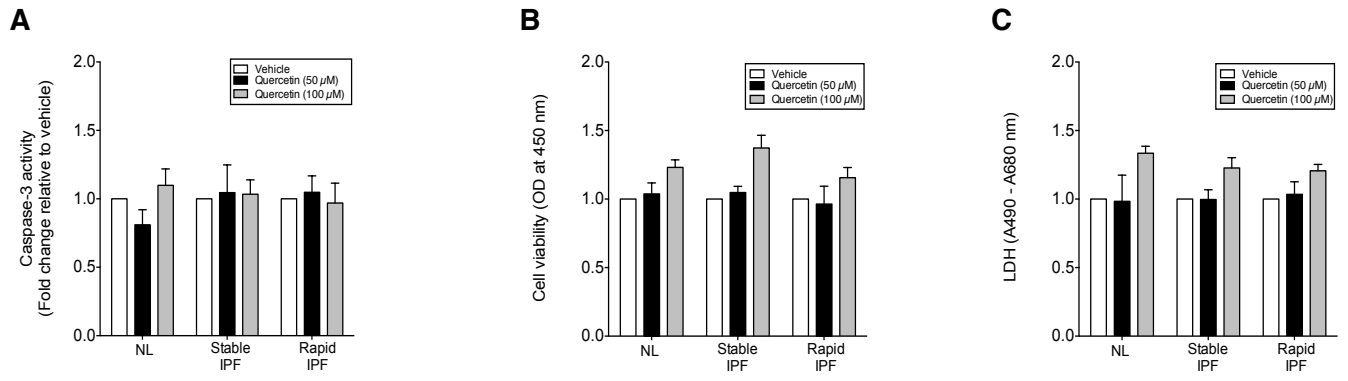 A
Caspase-3 activity
(Fold change relative to vehicle)
2.0
1.5
1.0
0.5
0.0
Vehicle
Quercetin (50 µM)
Quercetin (100 µM)
NL
Stable
IPF
Rapid
IPF
B
Cell viability (OD at 450 nm)
2.0
1.5
1.0
0.5
0.0
Vehicle
Quercetin (50 µM)
Quercetin (100 µM)
NL
Stable
IPF
Rapid
IPF
C
LDH (A490 - A680 nm)
2.0
1.5
1.0
0.5
0.0
Vehicle
Quercetin (50 µM)
Quercetin (100 µM)
NL
Stable
IPF
Rapid
IPF